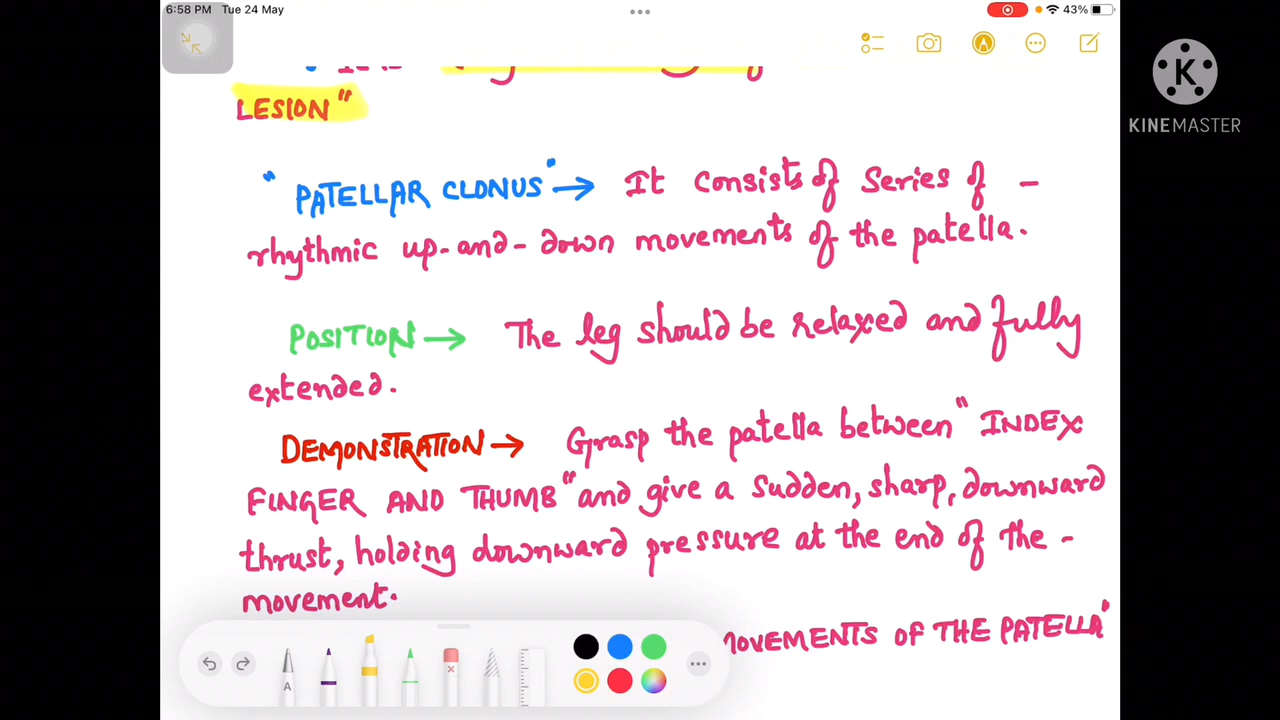 6:58 PM Tue 24 May
43%
K
KINEMASTER
LESION"
"PATELLAR CLONUS" → It consists of series of -
rhythmic up-and-down movements of the patella.
POSITION → The leg should be relaxed and fully
extended.
DEMONSTRATION → Grasp the patella between "INDEX
FINGER AND THUMB" and give a sudden, sharp, downward
thrust, holding downward pressure at the end of the -
movement.
MOVEMENTS OF THE PATELLA"
A